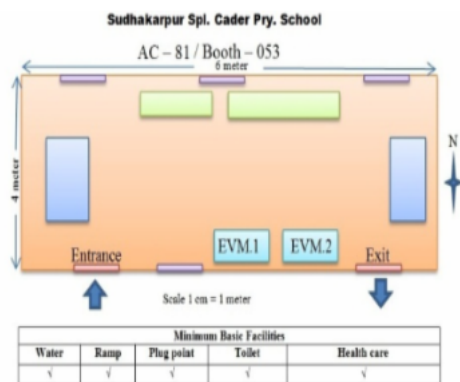 Sudhakarpur Spl. Cader Pry. School
AC – 81 / Booth – 053
6 meter
4 meter
N
EVM.1 EVM.2
Entrance Exit
Scale 1 cm = 1 meter
Minimum Basic Facilities
Water Ramp Plug point Toilet Health care
√ √ √ √ √